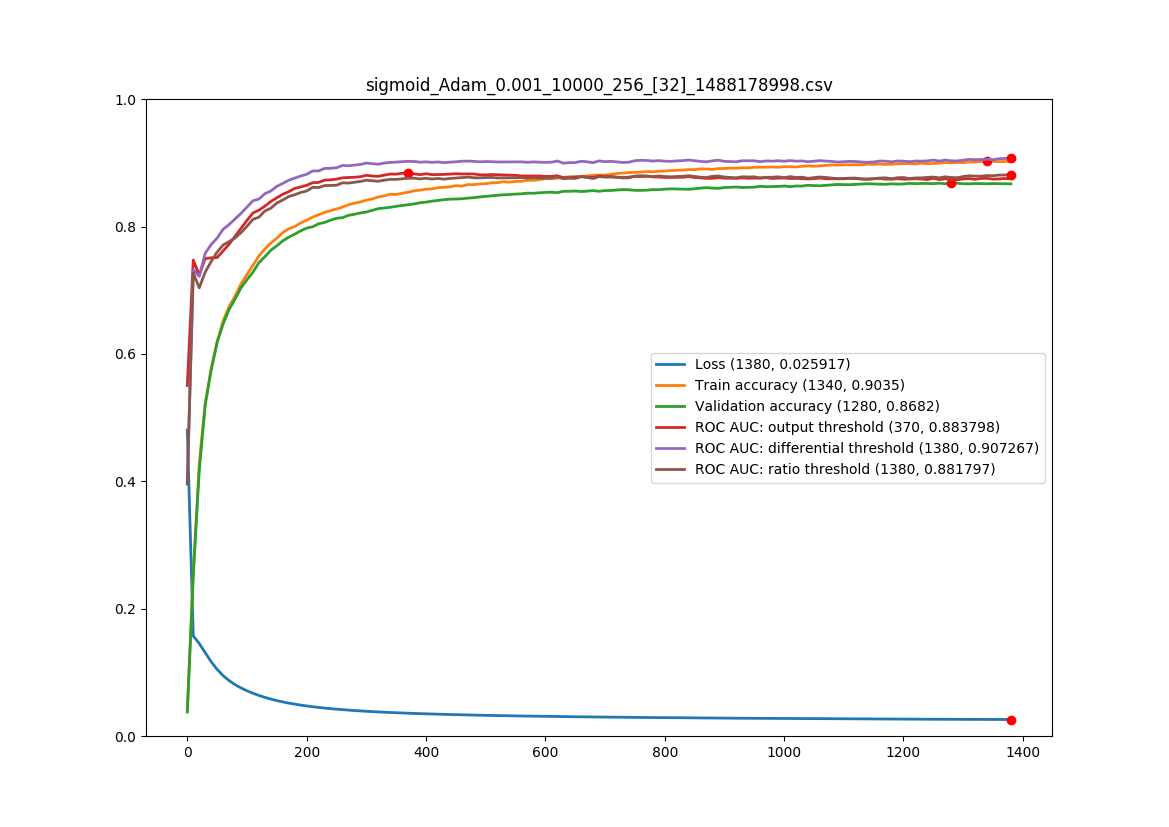 sigmoid_Adam_0.001_10000_256_[32]_1488178998.csv
1.0
0.8
0.6
0.4
0.2
0.0
Loss (1380, 0.025917)
Train accuracy (1340, 0.9035)
Validation accuracy (1280, 0.8682)
ROC AUC: output threshold (370, 0.883798)
ROC AUC: differential threshold (1380, 0.907267)
ROC AUC: ratio threshold (1380, 0.881797)
0 200 400 600 800 1000 1200 1400